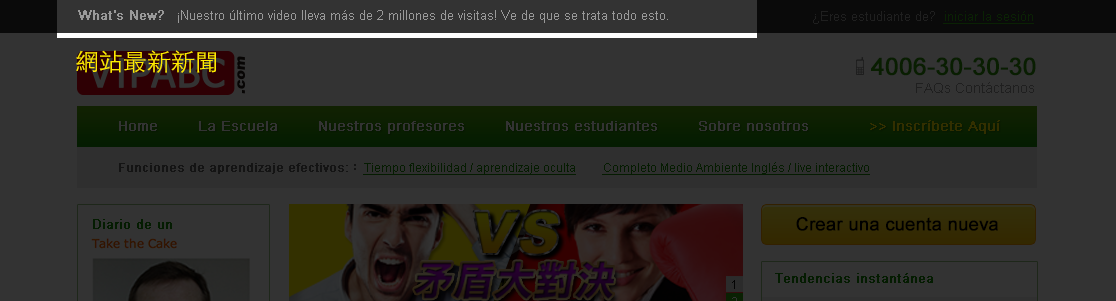 What's New? ¡Nuestro último video lleva más de 2 millones de visitas! Ve de que se trata todo esto.
¿Eres estudiante de? iniciar la sesión
網站最新新聞
VIPABC.com
4006-30-30-30
FAQs Contáctanos
Home La Escuela Nuestros profesores Nuestros estudiantes Sobre nosotros >> Inscríbete Aquí
Funciones de aprendizaje efectivos: : Tiempo flexibilidad / aprendizaje oculta Completo Medio Ambiente Inglés / live interactivo
Diario de un
Take the Cake
VS
矛盾大對決
1
2
Crear una cuenta nueva
Tendencias instantánea